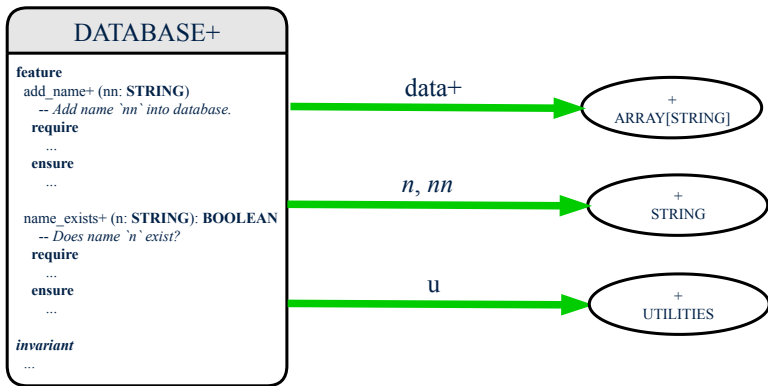 DATABASE+
feature
add_name+ (nn: STRING)
-- Add name `nn` into database.
require
...
ensure
...
name_exists+ (n: STRING): BOOLEAN
-- Does name `n` exist?
require
...
ensure
...
invariant
...
data+
+
ARRAY[STRING]
n, nn
+
STRING
u
+
UTILITIES